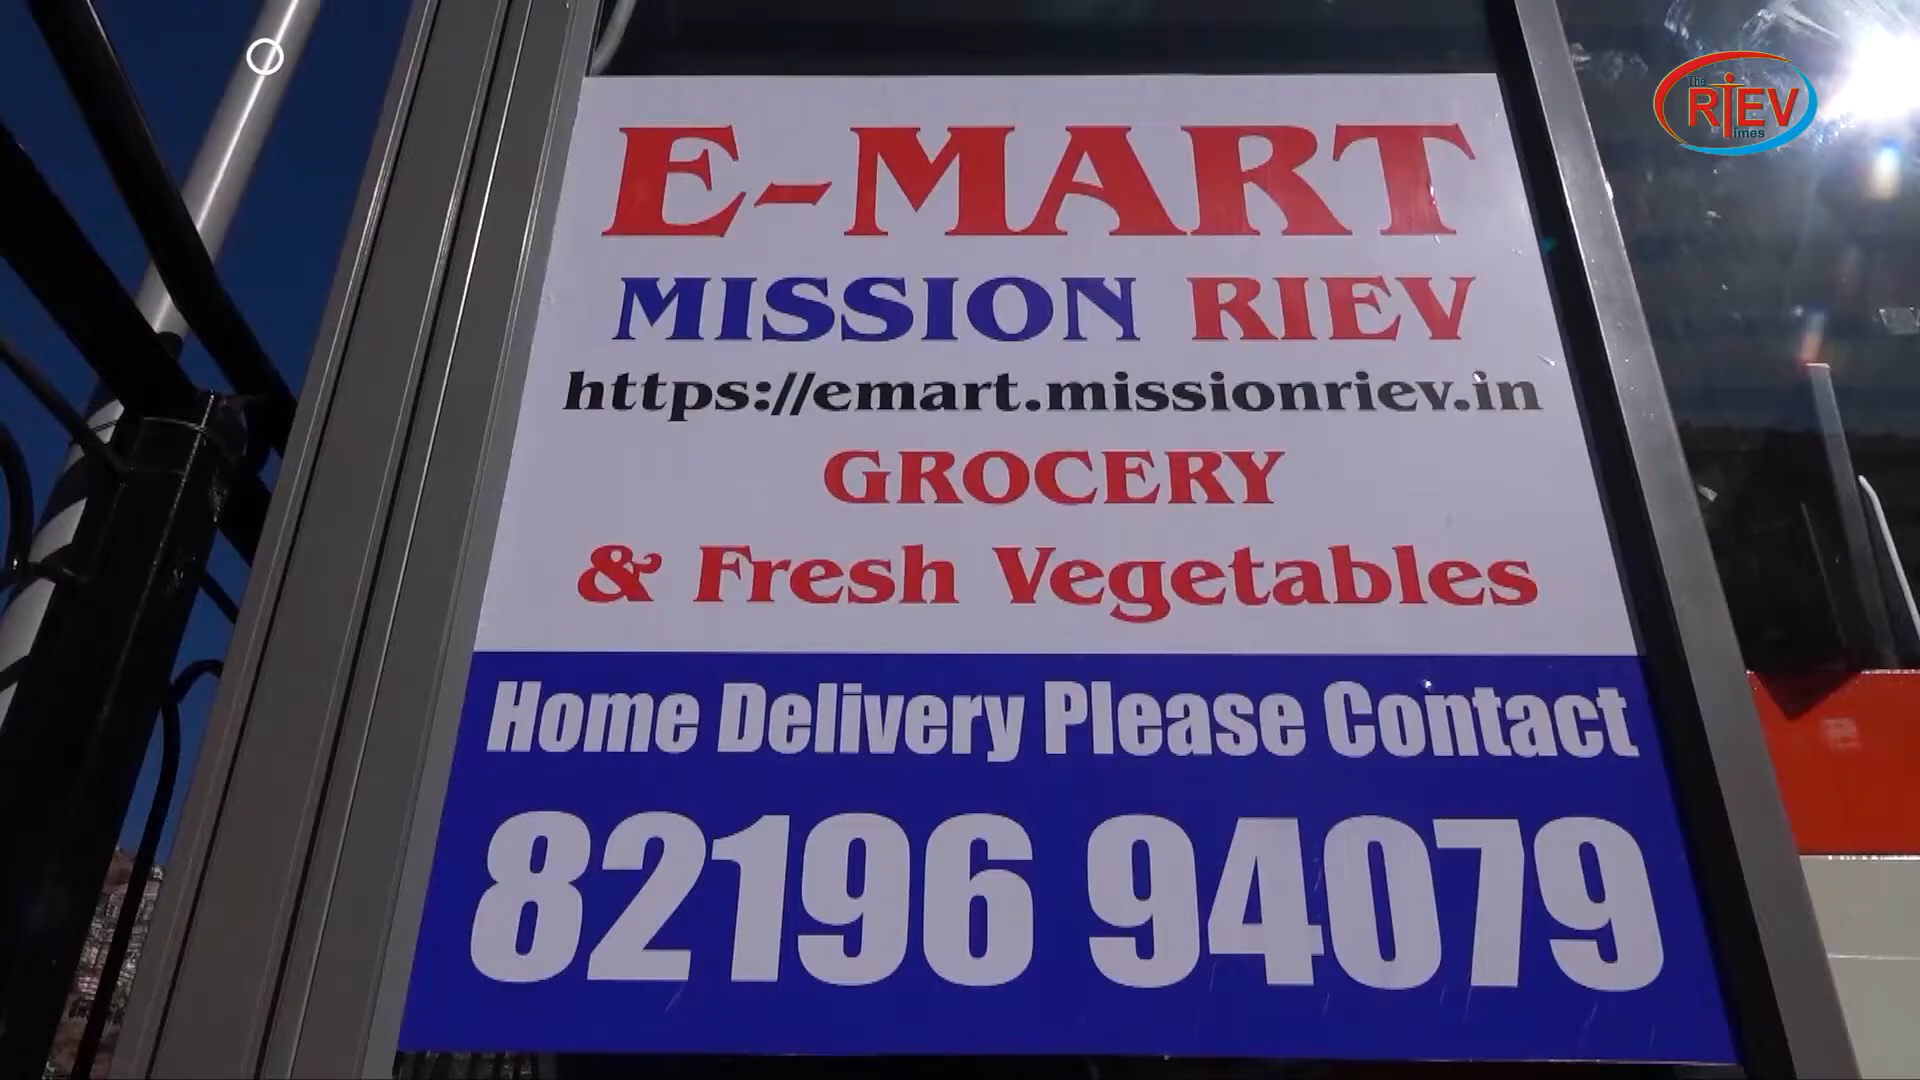 The
RIEV
Times
E-MART
MISSION RIEV
https://emart.missionriev.in
GROCERY
& Fresh Vegetables
Home Delivery Please Contact
82196 94079